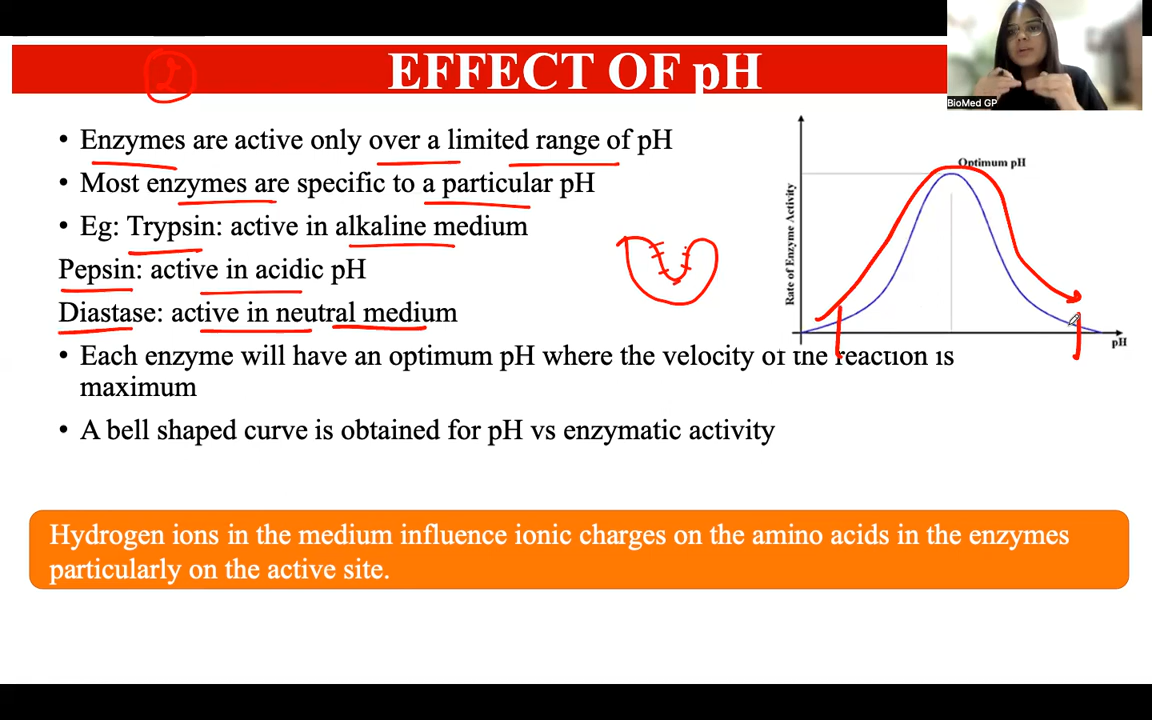 EFFECT OF pH
BioMed GP
• Enzymes are active only over a limited range of pH
• Most enzymes are specific to a particular pH
• Eg: Trypsin: active in alkaline medium
Pepsin: active in acidic pH
Diastase: active in neutral medium
• Each enzyme will have an optimum pH where the velocity of the reaction is
maximum
• A bell shaped curve is obtained for pH vs enzymatic activity
Optimum pH
Rate of Enzyme Activity
pH
Hydrogen ions in the medium influence ionic charges on the amino acids in the enzymes
particularly on the active site.